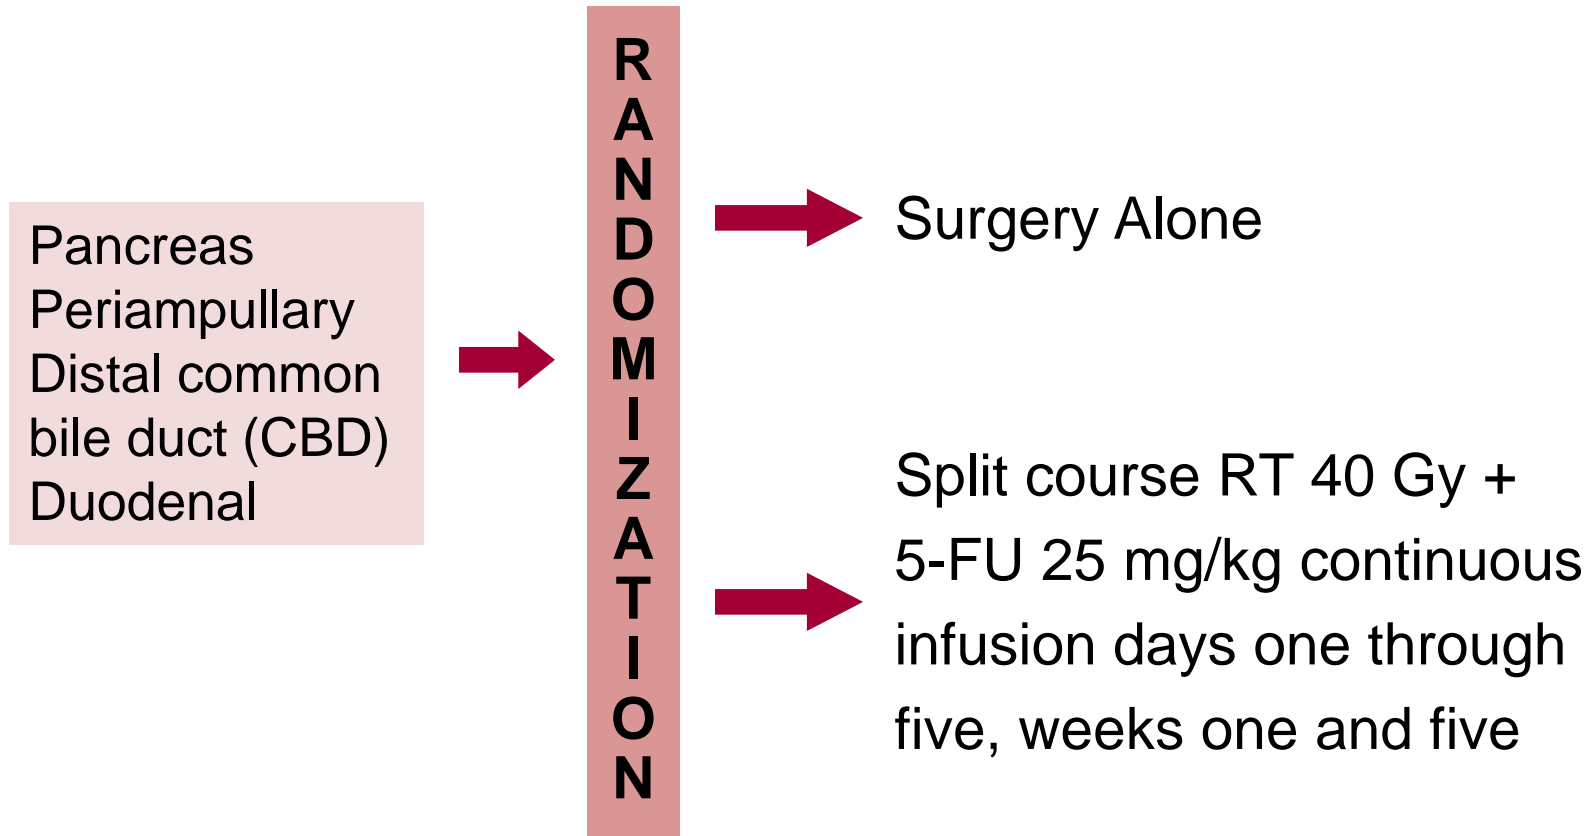 Pancreas
Periampullary
Distal common
bile duct (CBD)
Duodenal
R
A
N
D
O
M
I
Z
A
T
I
O
N
Surgery Alone
Split course RT 40 Gy +
5-FU 25 mg/kg continuous
infusion days one through
five, weeks one and five